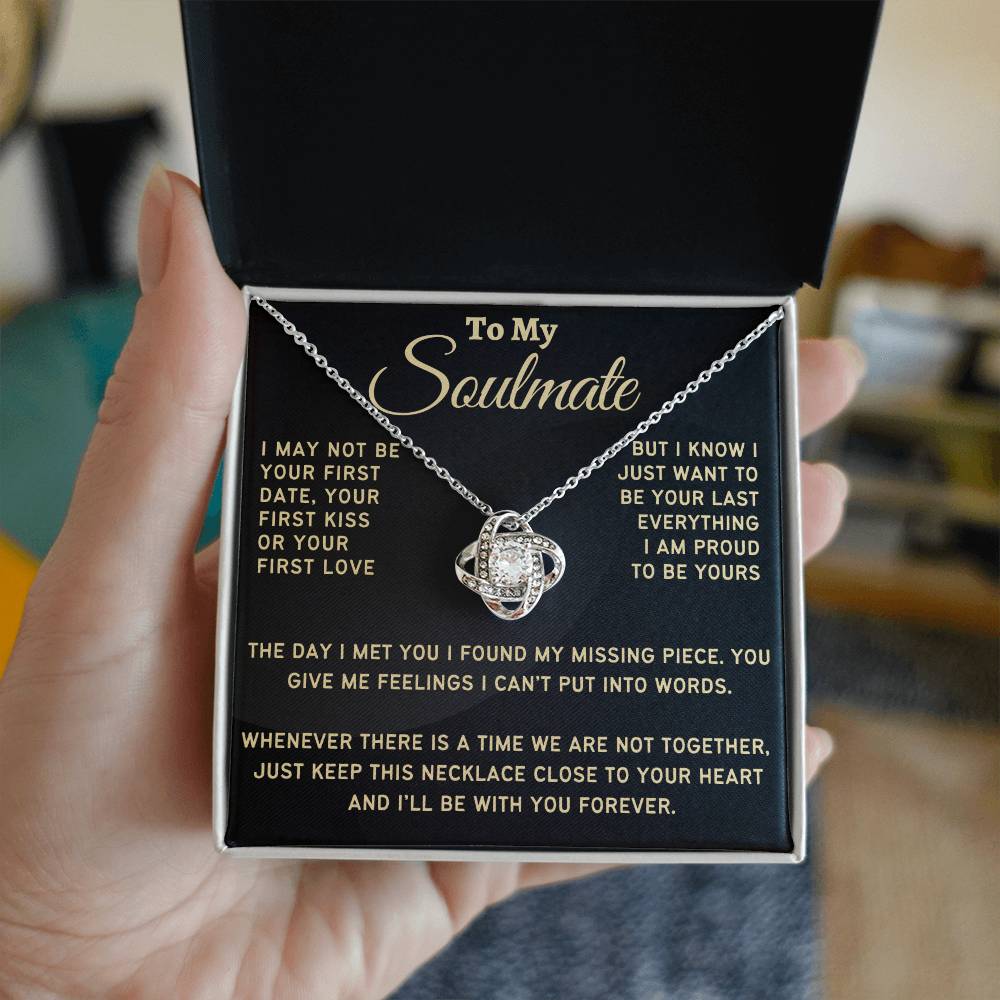 To My
Soulmate
I MAY NOT BE
YOUR FIRST
DATE, YOUR
FIRST KISS
OR YOUR
FIRST LOVE
BUT I KNOW I
JUST WANT TO
BE YOUR LAST
EVERYTHING
I AM PROUD
TO BE YOURS
THE DAY I MET YOU I FOUND MY MISSING PIECE. YOU
GIVE ME FEELINGS I CAN'T PUT INTO WORDS.
WHENEVER THERE IS A TIME WE ARE NOT TOGETHER,
JUST KEEP THIS NECKLACE CLOSE TO YOUR HEART
AND I'LL BE WITH YOU FOREVER.